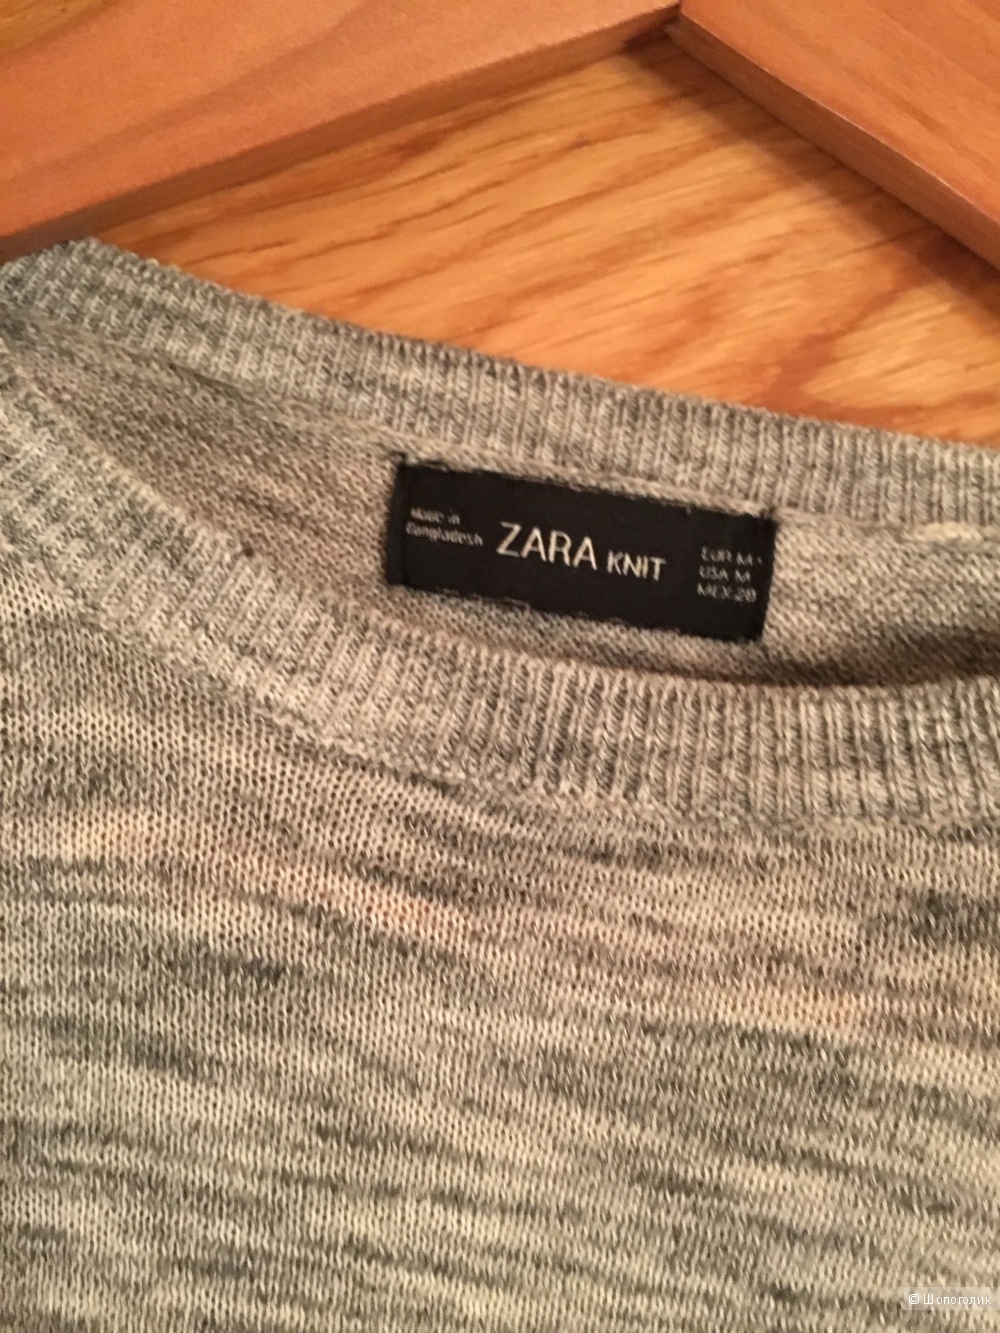 Made in
Bangladesh
ZARA KNIT
EUR M
USA M
MEX 28
© Шопоголик